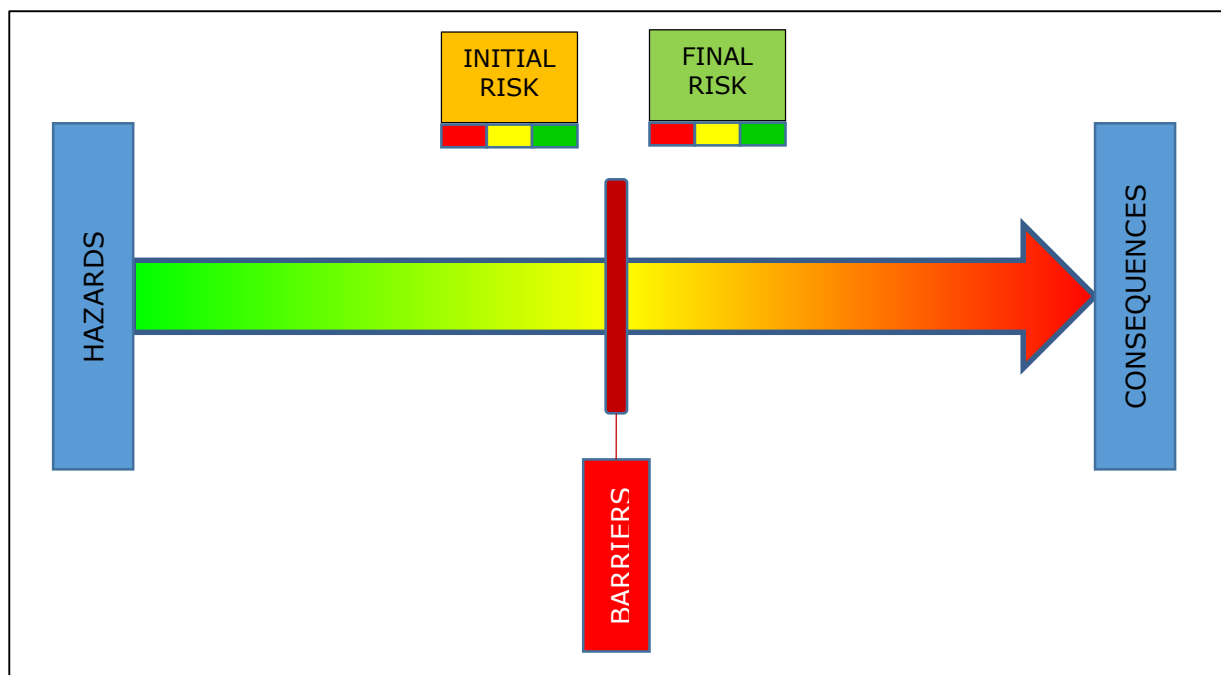 INITIAL
RISK
FINAL
RISK
HAZARDS
CONSEQUENCES
BARRIERS